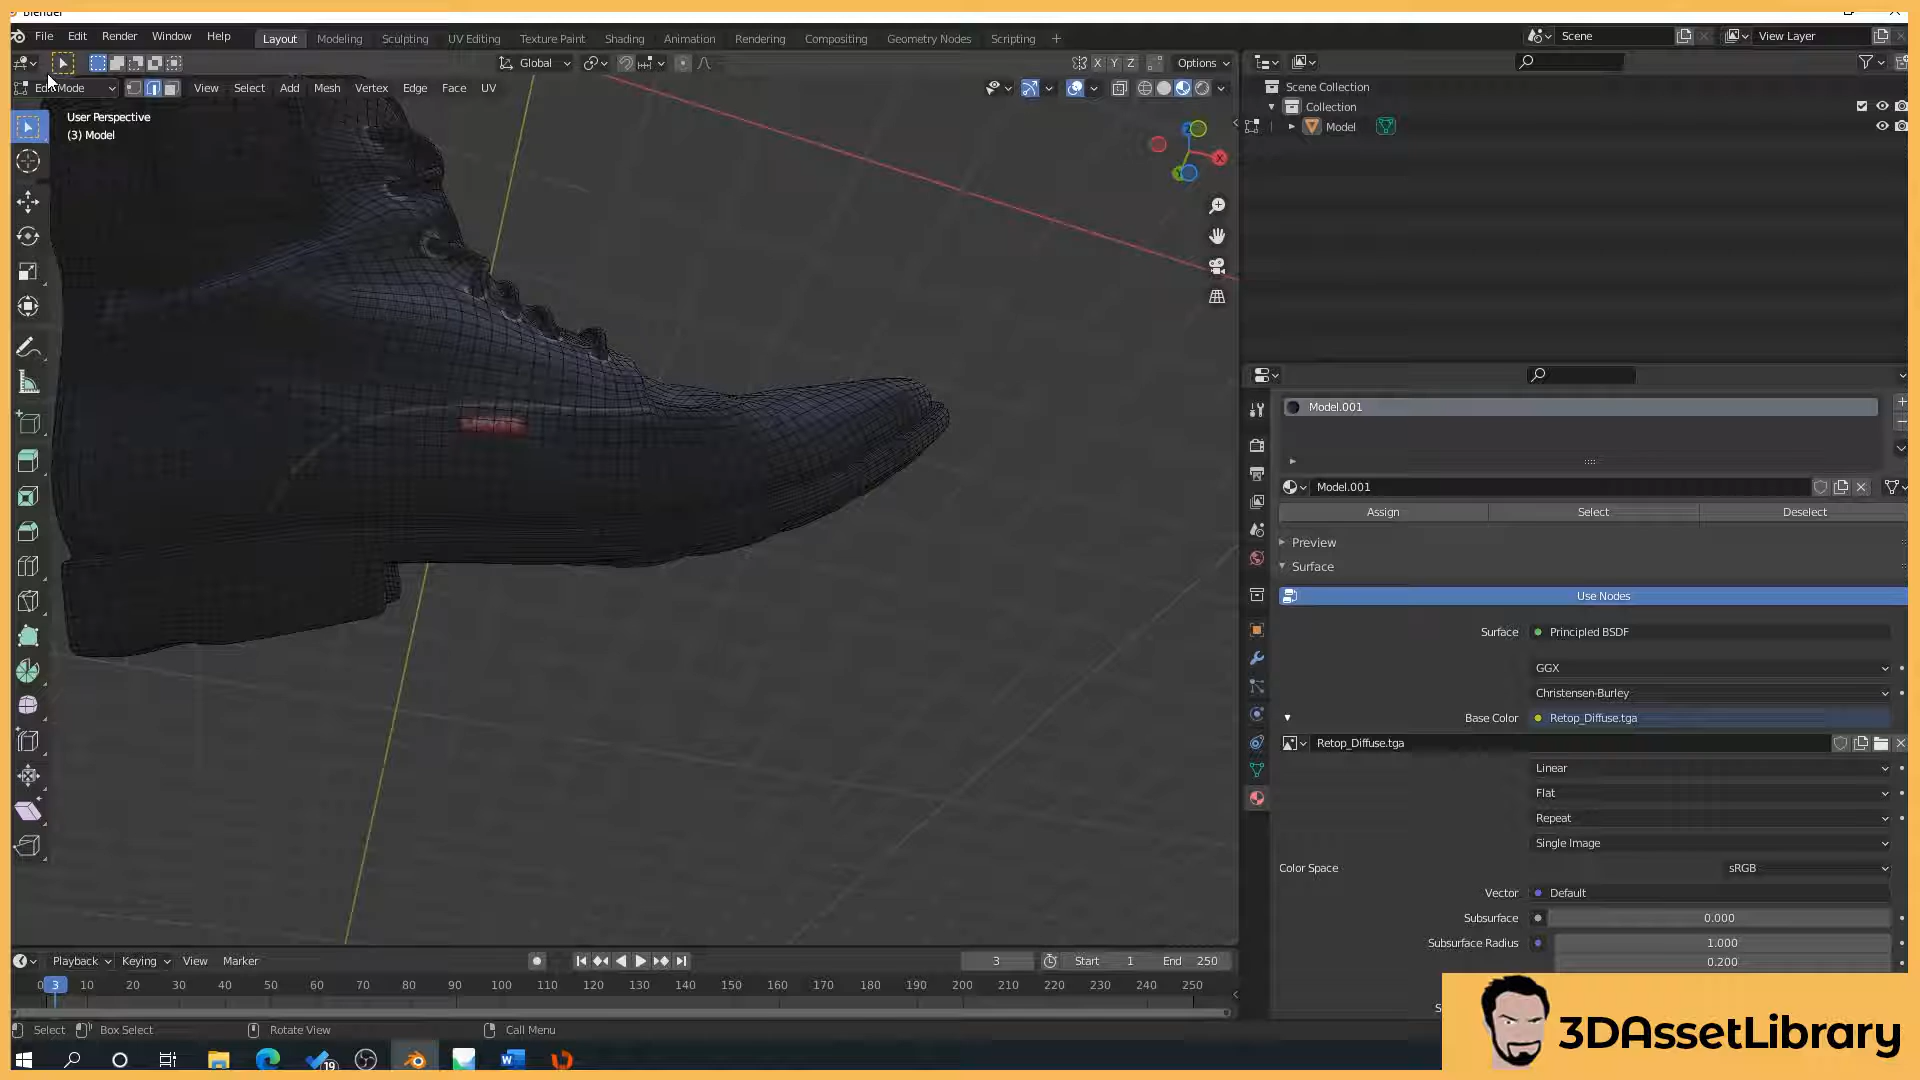 Blender
File Edit Render Window Help
Layout Modeling Sculpting UV Editing Texture Paint Shading Animation Rendering Compositing Geometry Nodes Scripting +
Scene
View Layer
Global
X Y Z
Options
View Select Add Mesh Vertex Edge Face UV
User Perspective
(3) Model
X
Scene Collection
Collection
Model
Model.001
Model.001
Assign Select Deselect
Preview
Surface
Use Nodes
Surface Principled BSDF
GGX
Christensen-Burley
Base Color Retop_Diffuse.tga
Retop_Diffuse.tga
Linear
Flat
Repeat
Single Image
Color Space sRGB
Vector Default
Subsurface 0.000
Subsurface Radius 1.000
0.200
Playback Keying View Marker
3 Start 1 End 250
0 3 10 20 30 40 50 60 70 80 90 100 110 120 130 140 150 160 170 180 190 200 210 220 230 240 250
Select Box Select Rotate View Call Menu
19
3DAssetLibrary